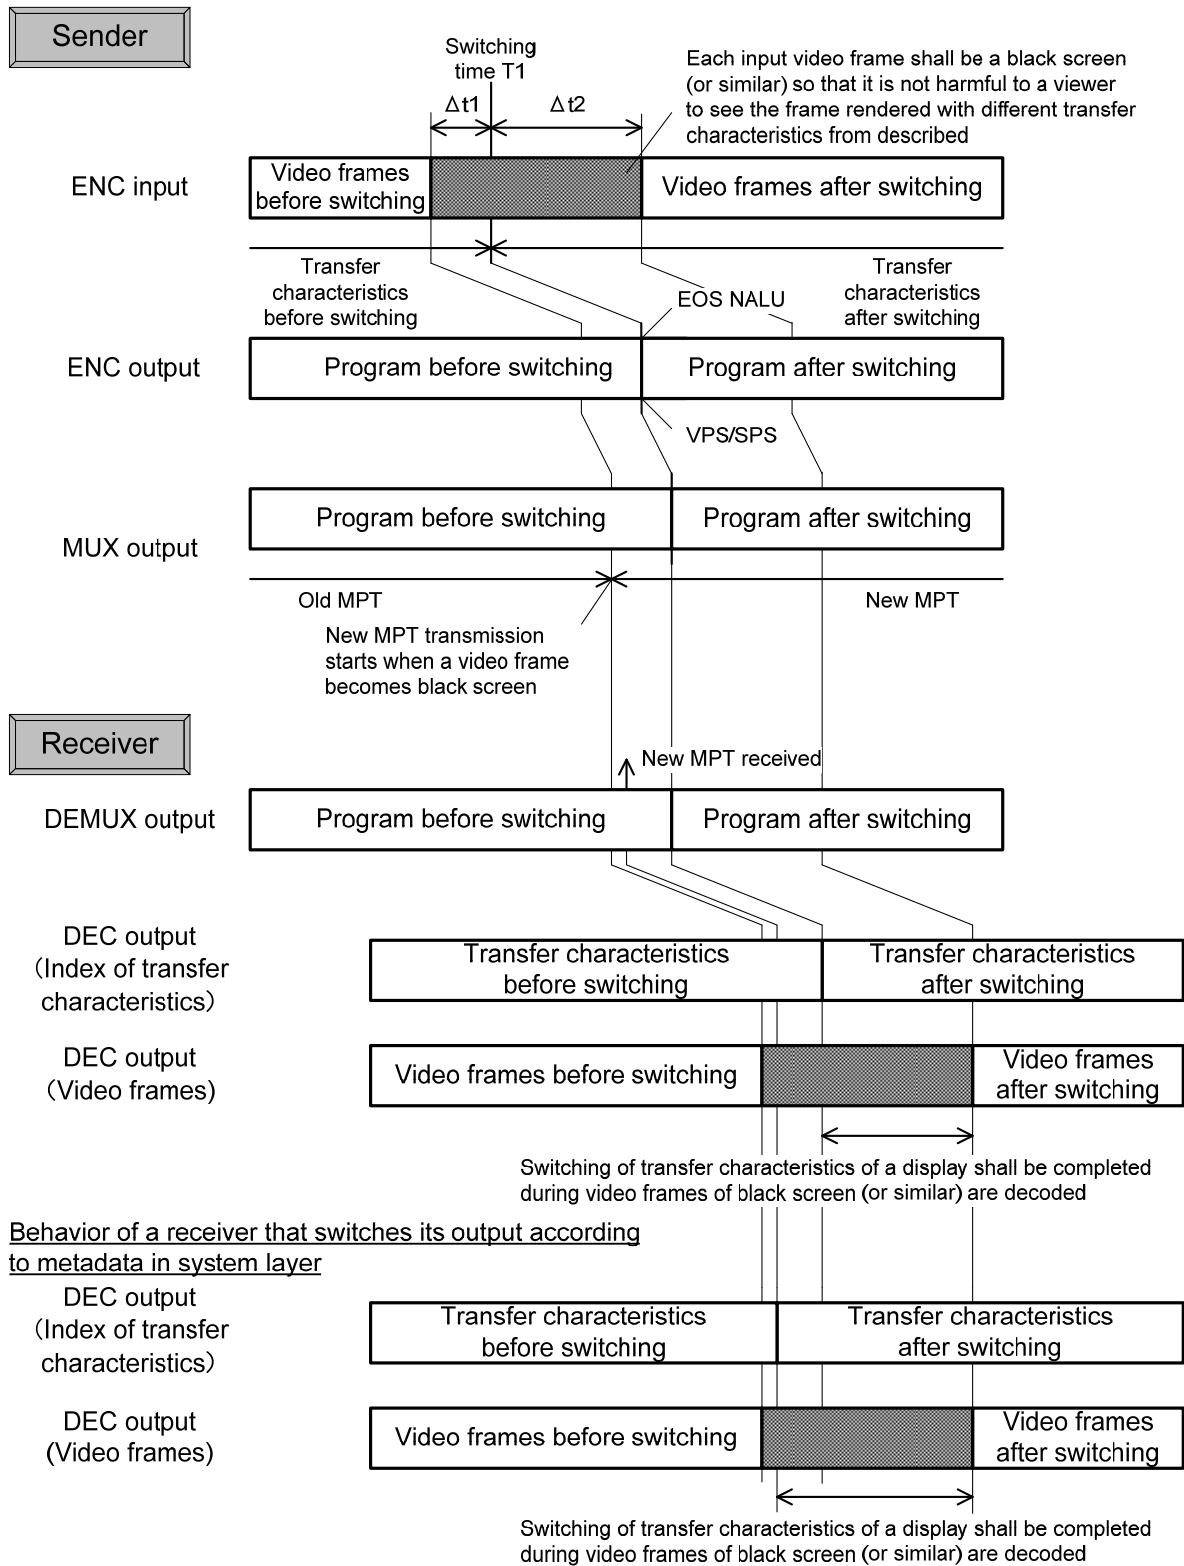 Sender
Switching
time T1
Δt1
Δt2
Each input video frame shall be a black screen
(or similar) so that it is not harmful to a viewer
to see the frame rendered with different transfer
characteristics from described
ENC input
Video frames
before switching
Video frames after switching
Transfer
characteristics
before switching
Transfer
characteristics
after switching
EOS NALU
ENC output
Program before switching
Program after switching
VPS/SPS
MUX output
Program before switching
Program after switching
Old MPT
New MPT
New MPT transmission
starts when a video frame
becomes black screen
Receiver
New MPT received
DEMUX output
Program before switching
Program after switching
DEC output
(Index of transfer
characteristics)
Transfer characteristics
before switching
Transfer characteristics
after switching
DEC output
(Video frames)
Video frames before switching
Video frames
after switching
Switching of transfer characteristics of a display shall be completed
during video frames of black screen (or similar) are decoded
Behavior of a receiver that switches its output according
to metadata in system layer
DEC output
(Index of transfer
characteristics)
Transfer characteristics
before switching
Transfer characteristics
after switching
DEC output
(Video frames)
Video frames before switching
Video frames
after switching
Switching of transfer characteristics of a display shall be completed
during video frames of black screen (or similar) are decoded